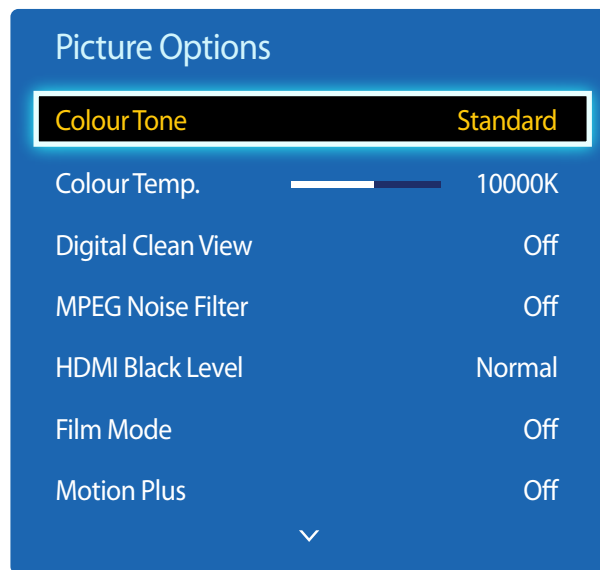 Picture Options
Colour Tone Standard
Colour Temp. 10000K
Digital Clean View Off
MPEG Noise Filter Off
HDMI Black Level Normal
Film Mode Off
Motion Plus Off